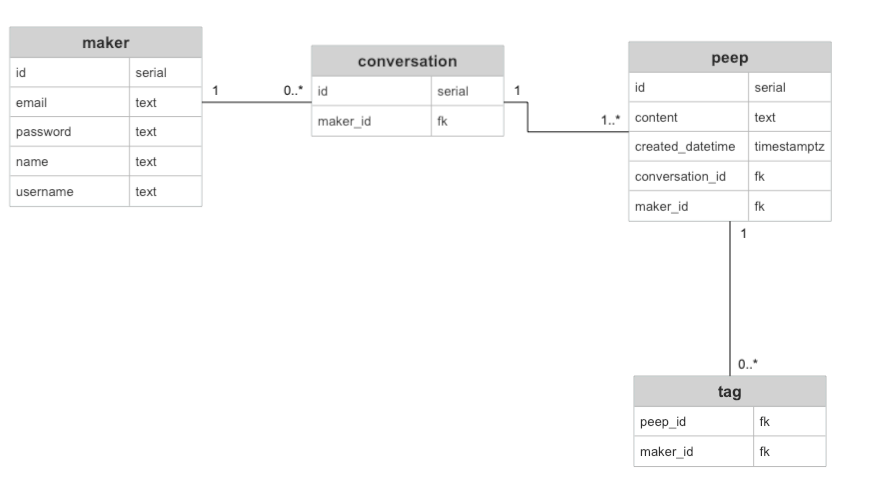 maker
id serial
email text
password text
name text
username text
1
0..*
conversation
id serial
maker_id fk
1
1..*
peep
id serial
content text
created_datetime timestamptz
conversation_id fk
maker_id fk
1
0..*
tag
peep_id fk
maker_id fk